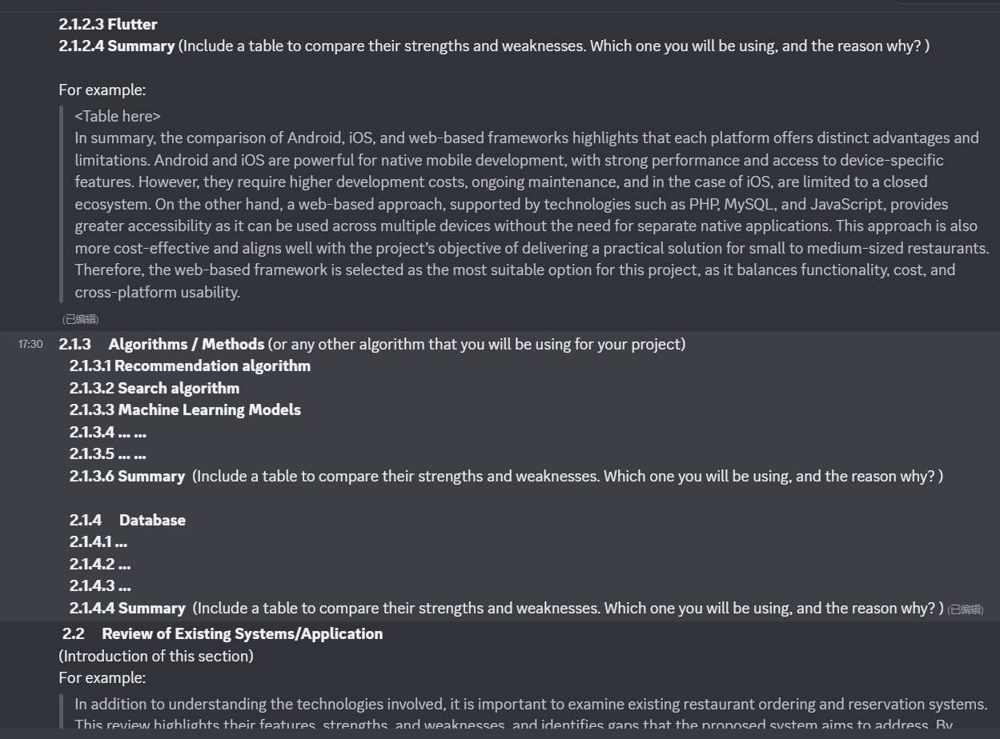 2.1.2.3 Flutter
2.1.2.4 Summary (Include a table to compare their strengths and weaknesses. Which one you will be using, and the reason why? )
For example:
<Table here>
In summary, the comparison of Android, iOS, and web-based frameworks highlights that each platform offers distinct advantages and
limitations. Android and iOS are powerful for native mobile development, with strong performance and access to device-specific
features. However, they require higher development costs, ongoing maintenance, and in the case of iOS, are limited to a closed
ecosystem. On the other hand, a web-based approach, supported by technologies such as PHP, MySQL, and JavaScript, provides
greater accessibility as it can be used across multiple devices without the need for separate native applications. This approach is also
more cost-effective and aligns well with the project’s objective of delivering a practical solution for small to medium-sized restaurants.
Therefore, the web-based framework is selected as the most suitable option for this project, as it balances functionality, cost, and
cross-platform usability.
(已编辑)
17:30 2.1.3 Algorithms / Methods (or any other algorithm that you will be using for your project)
2.1.3.1 Recommendation algorithm
2.1.3.2 Search algorithm
2.1.3.3 Machine Learning Models
2.1.3.4 ... ...
2.1.3.5 ... ...
2.1.3.6 Summary (Include a table to compare their strengths and weaknesses. Which one you will be using, and the reason why? )
2.1.4 Database
2.1.4.1 ...
2.1.4.2 ...
2.1.4.3 ...
2.1.4.4 Summary (Include a table to compare their strengths and weaknesses. Which one you will be using, and the reason why? ) (已编辑)
2.2 Review of Existing Systems/Application
(Introduction of this section)
For example:
In addition to understanding the technologies involved, it is important to examine existing restaurant ordering and reservation systems.
This review highlights their features, strengths, and weaknesses, and identifies gaps that the proposed system aims to address. By